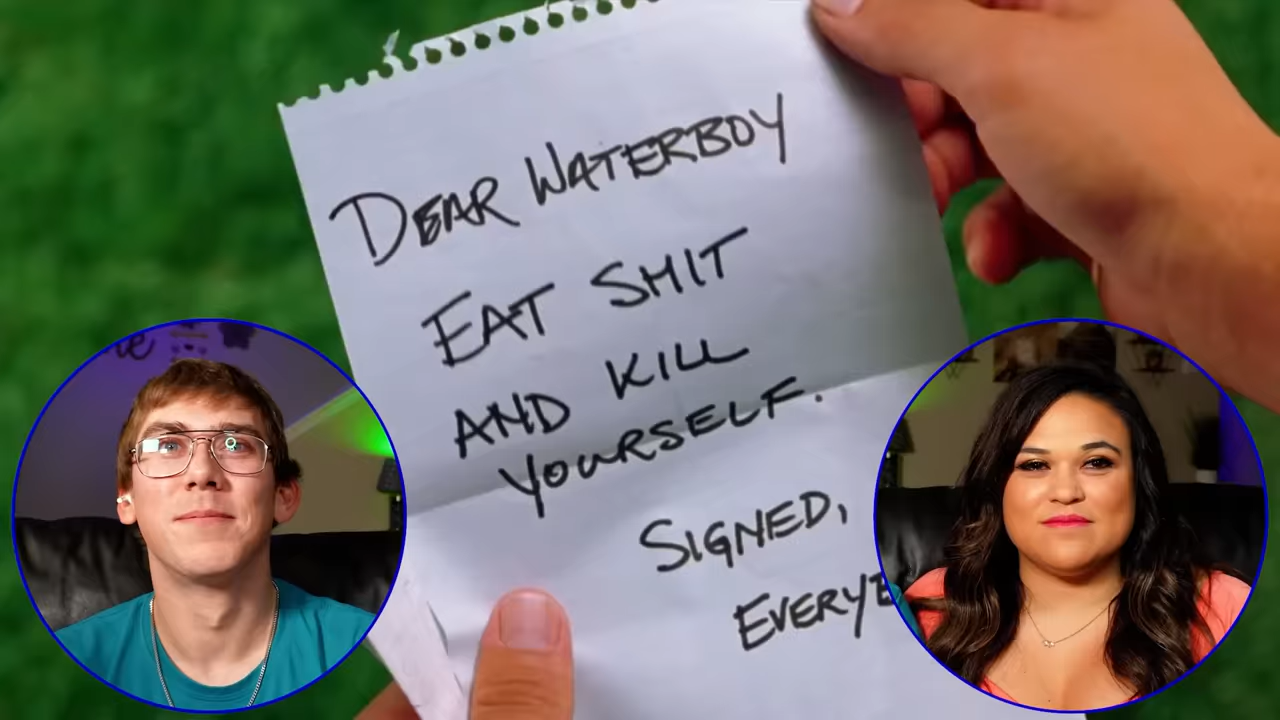 DEAR WATERBOY
EAT SHIT
AND KILL
YOURSELF.
SIGNED,